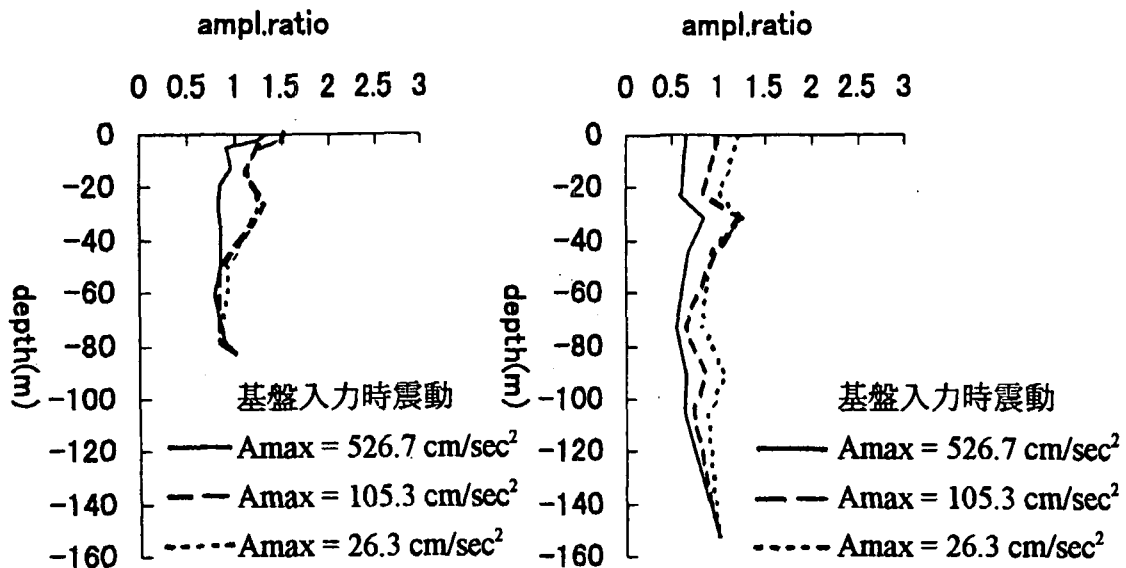 ampl.ratio
0 0.5 1 1.5 2 2.5 3
0
-20
-40
-60
-80
-100
-120
-140
-160
depth(m)
基盤入力時震動
Amax = 526.7 cm/sec²
Amax = 105.3 cm/sec²
Amax = 26.3 cm/sec²
ampl.ratio
0 0.5 1 1.5 2 2.5 3
0
-20
-40
-60
-80
-100
-120
-140
-160
depth(m)
基盤入力時震動
Amax = 526.7 cm/sec²
Amax = 105.3 cm/sec²
Amax = 26.3 cm/sec²